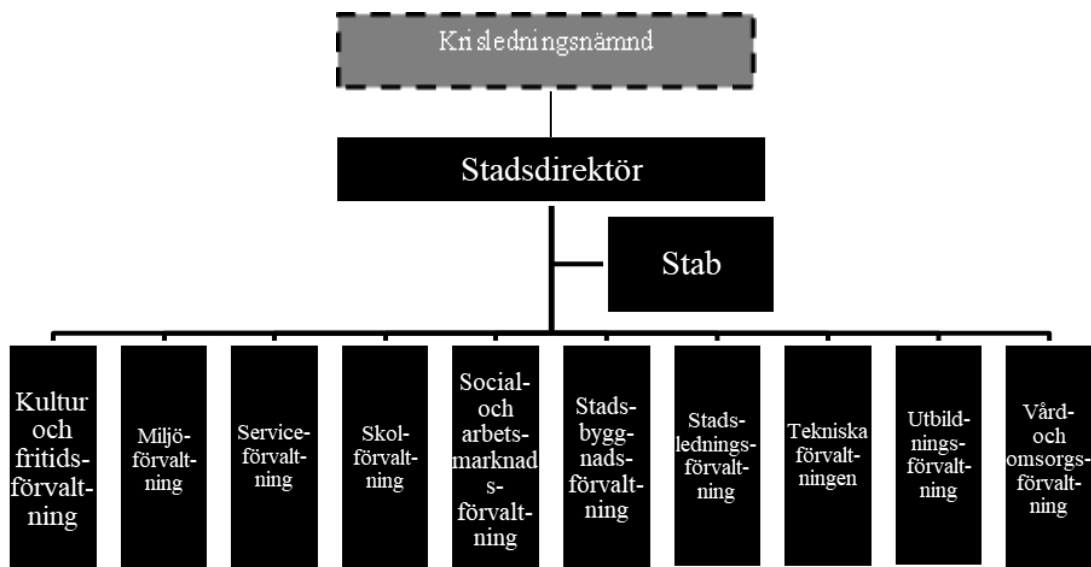 Krisledningsnämnd
Stadsdirektör
Stab
Kultur
och
fritids-
förvalt-
ning
Miljö-
förvalt-
ning
Service-
förvalt-
ning
Skol-
förvalt-
ning
Social-
och
arbets-
marknad
s-
förvalt-
ning
Stads-
bygg-
nads-
förvalt-
ning
Stads-
lednings-
förvalt-
ning
Tekniska
förvalt-
ningen
Utbild-
nings-
förvalt-
ning
Vård-
och
omsorgs-
förvalt-
ning